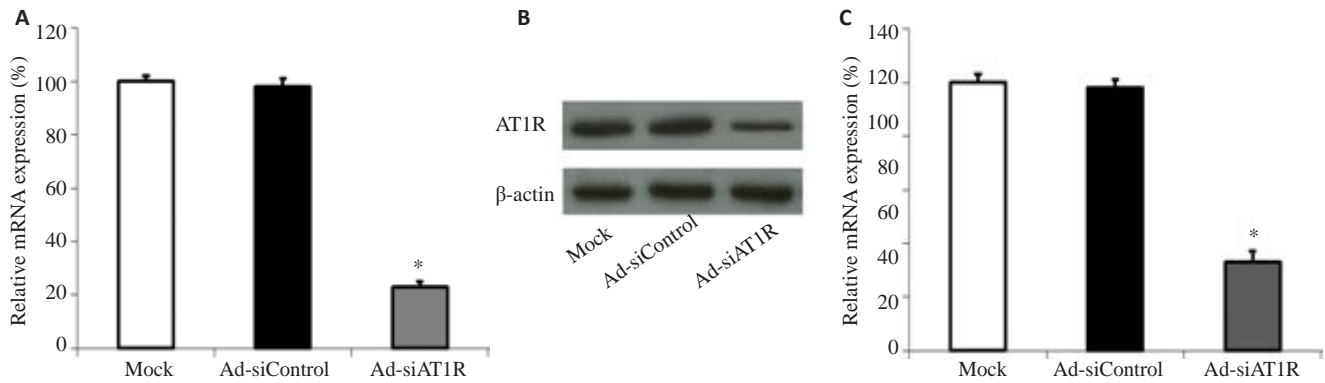 A
Relative mRNA expression (%)
120
100
80
60
40
20
0
*
Mock
Ad-siControl
Ad-siAT1R
B
AT1R
β-actin
Mock
Ad-siControl
Ad-siAT1R
C
Relative mRNA expression (%)
140
120
100
80
60
40
20
0
*
Mock
Ad-siControl
Ad-siAT1R